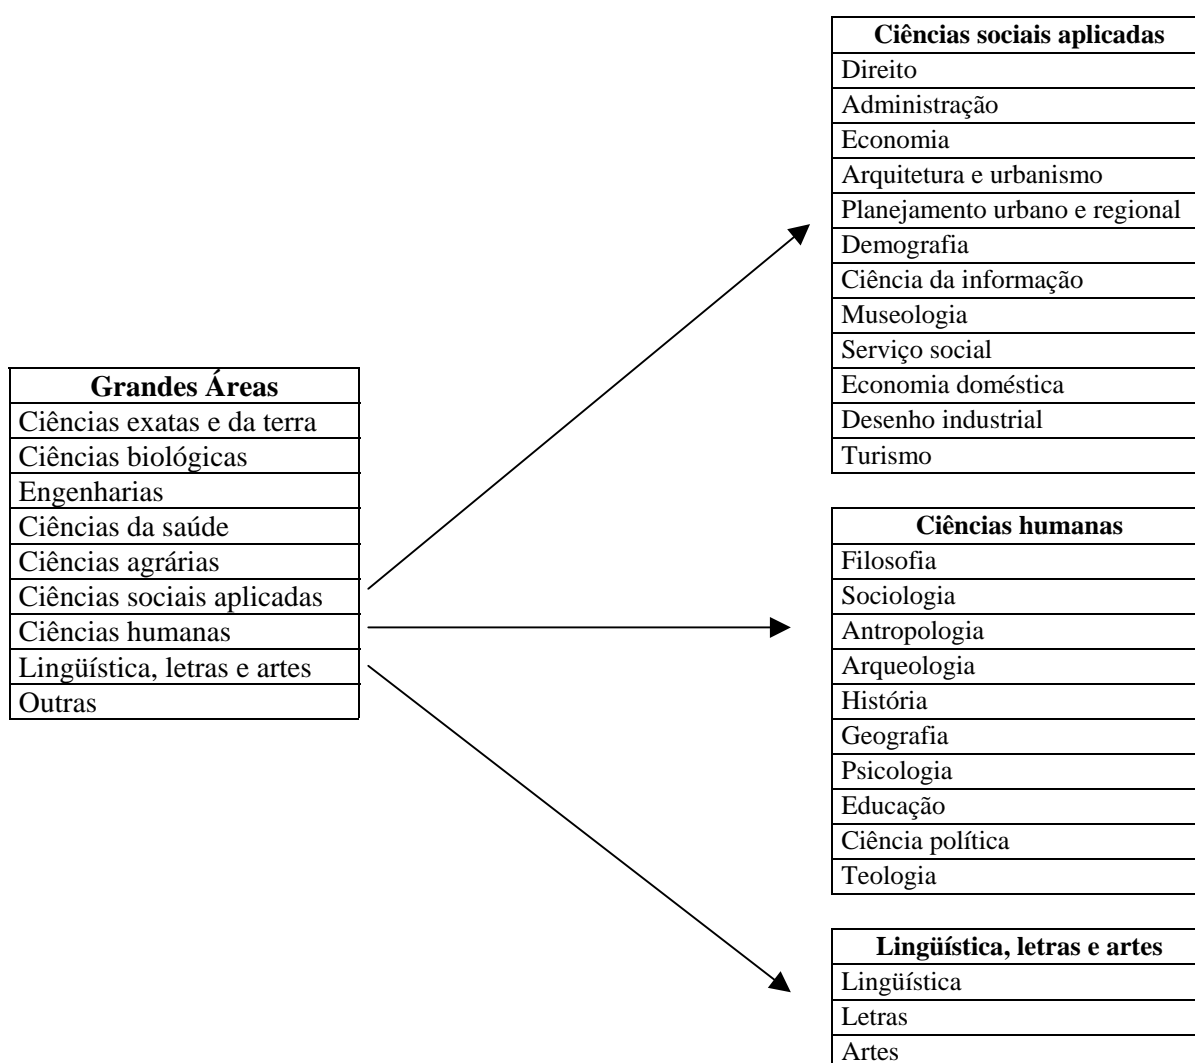 Grandes Áreas
Ciências exatas e da terra
Ciências biológicas
Engenharias
Ciências da saúde
Ciências agrárias
Ciências sociais aplicadas
Ciências humanas
Lingüística, letras e artes
Outras
Ciências sociais aplicadas
Direito
Administração
Economia
Arquitetura e urbanismo
Planejamento urbano e regional
Demografia
Ciência da informação
Museologia
Serviço social
Economia doméstica
Desenho industrial
Turismo
Ciências humanas
Filosofia
Sociologia
Antropologia
Arqueologia
História
Geografia
Psicologia
Educação
Ciência política
Teologia
Lingüística, letras e artes
Lingüística
Letras
Artes